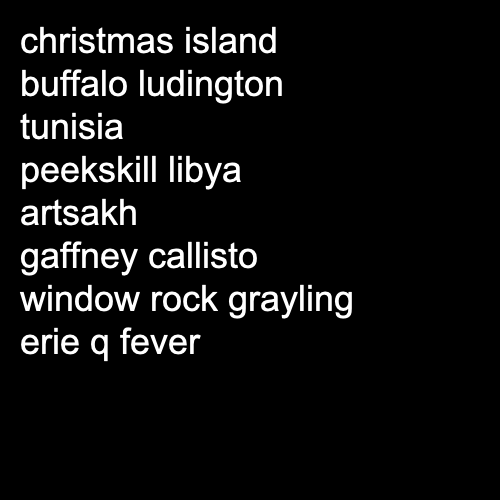 christmas island
buffalo ludington
tunisia
peekskill libya
artsakh
gaffney callisto
window rock grayling
erie q fever